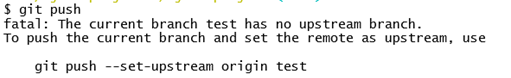 $ git push
fatal: The current branch test has no upstream branch.
To push the current branch and set the remote as upstream, use
    git push --set-upstream origin test